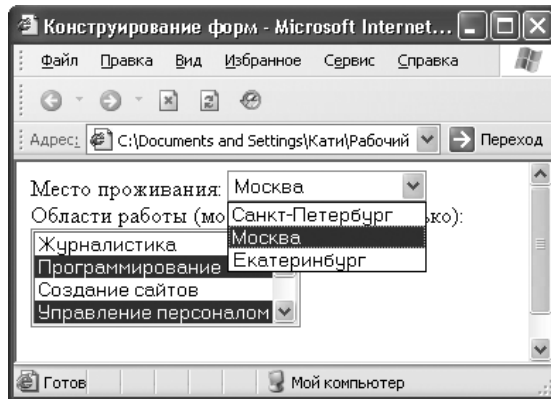 Конструирование форм - Microsoft Internet...
Файл Правка Вид Избранное Сервис Справка
Адрес: C:\Documents and Settings\Кати\Рабочий Переход
Место проживания: Москва
Области работы (мо
ько):
Санкт-Петербург
Москва
Екатеринбург
Журналистика
Программирование
Создание сайтов
Управление персоналом
Готов Мой компьютер